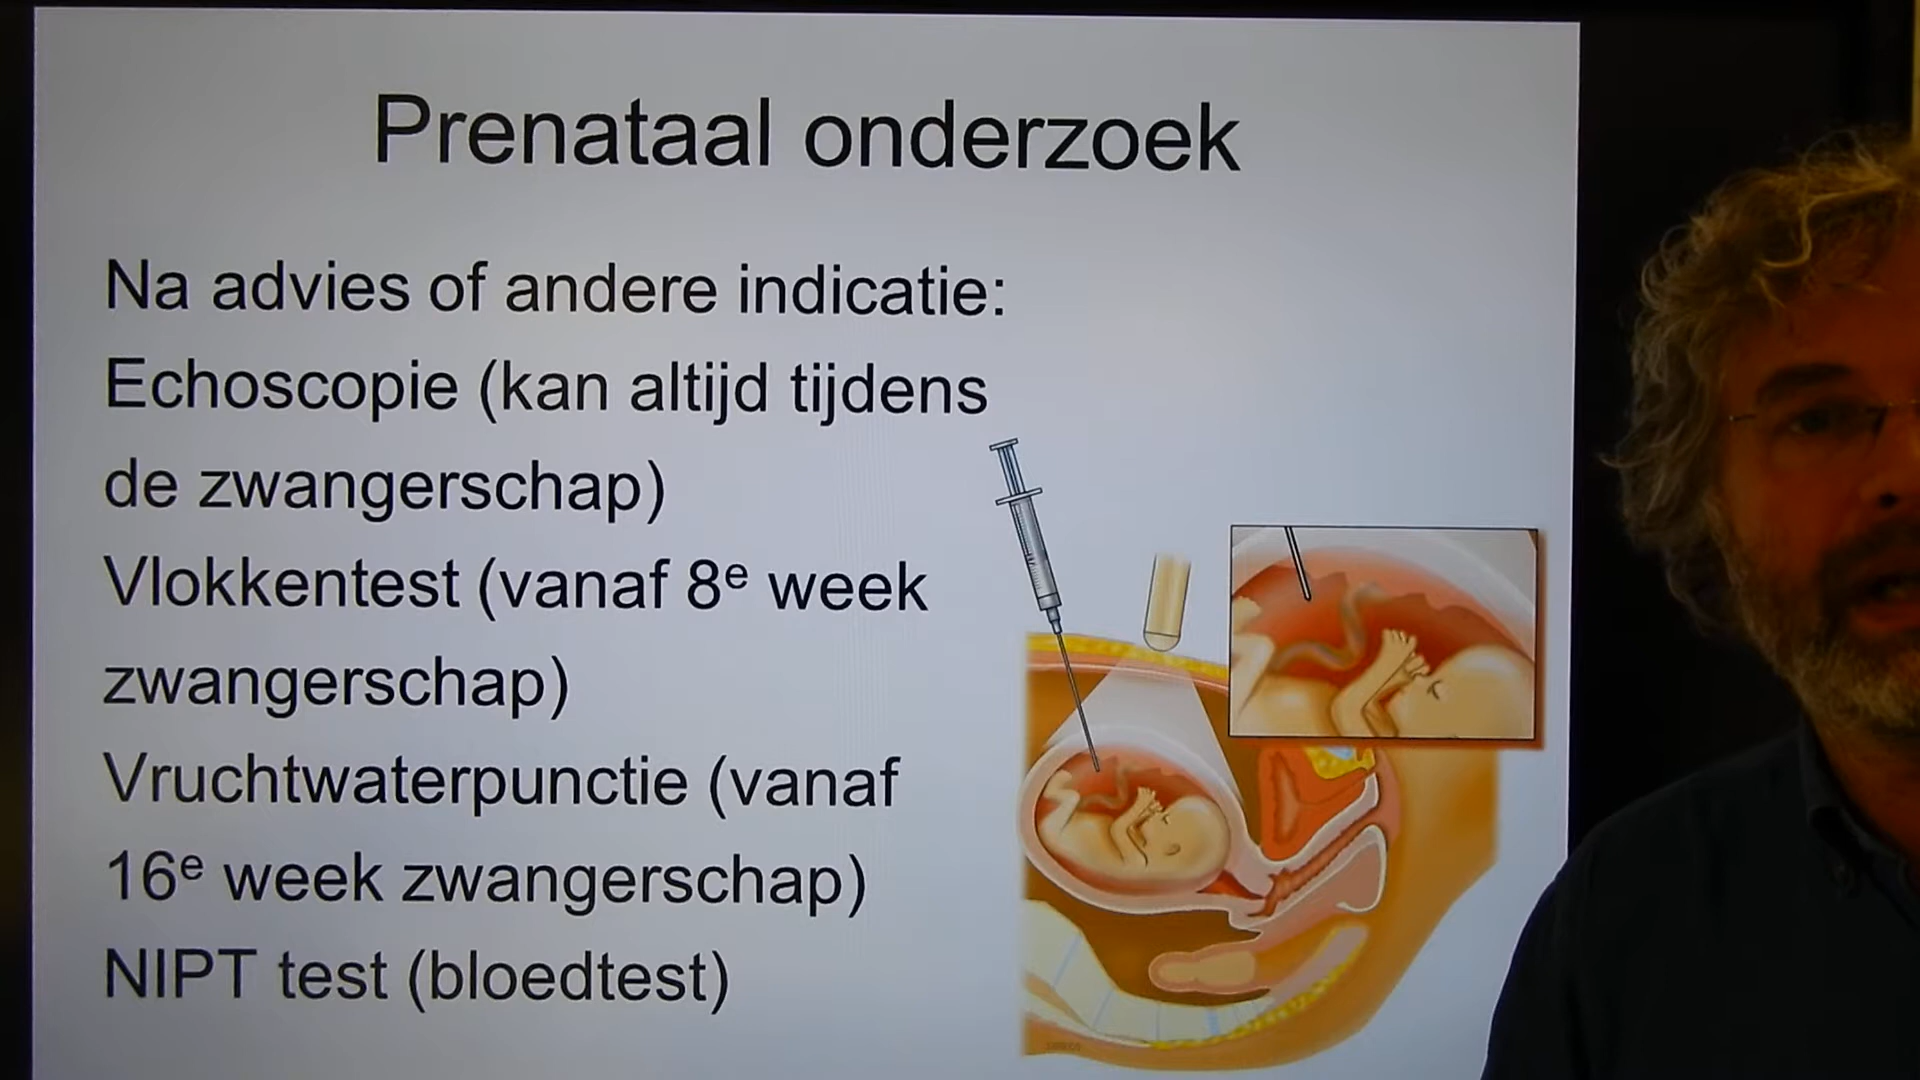 Prenataal onderzoek
Na advies of andere indicatie:
Echoscopie (kan altijd tijdens
de zwangerschap)
Vlokkentest (vanaf 8e week
zwangerschap)
Vruchtwaterpunctie (vanaf
16e week zwangerschap)
NIPT test (bloedtest)